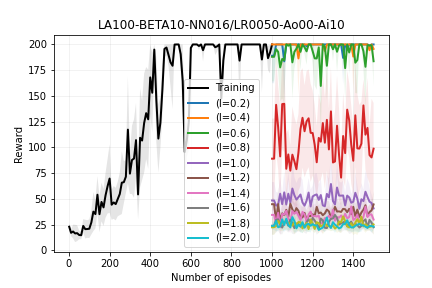 LA100-BETA10-NN016/LR0050-Ao00-Ai10
Reward
200
175
150
125
100
75
50
25
0
Training
(l=0.2)
(l=0.4)
(l=0.6)
(l=0.8)
(l=1.0)
(l=1.2)
(l=1.4)
(l=1.6)
(l=1.8)
(l=2.0)
0 200 400 600 800 1000 1200 1400
Number of episodes